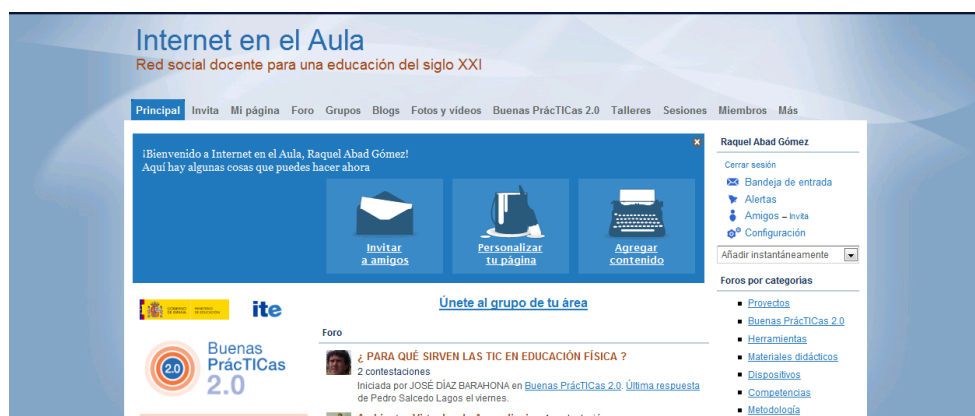 Internet en el Aula
Red social docente para una educación del siglo XXI
Principal Invita Mi página Foro Grupos Blogs Fotos y vídeos Buenas PrácTICas 2.0 Talleres Sesiones Miembros Más
¡Bienvenido a Internet en el Aula, Raquel Abad Gómez!
Aquí hay algunas cosas que puedes hacer ahora
Invitar
a amigos
Personalizar
tu página
Agregar
contenido
Raquel Abad Gómez
Cerrar sesión
Bandeja de entrada
Alertas
Amigos – Invita
Configuración
Añadir instantáneamente
Foros por categorías
Proyectos
Buenas PrácTICas 2.0
Herramientas
Materiales didácticos
Dispositivos
Competencias
Metodología
ite
2.0
Buenas
PrácTICas
2.0
Únete al grupo de tu área
Foro
¿ PARA QUÉ SIRVEN LAS TIC EN EDUCACIÓN FÍSICA ?
2 contestaciones
Iniciada por JOSÉ DÍAZ BARAHONA en Buenas PrácTICas 2.0. Última respuesta
de Pedro Salcedo Lagos el viernes.